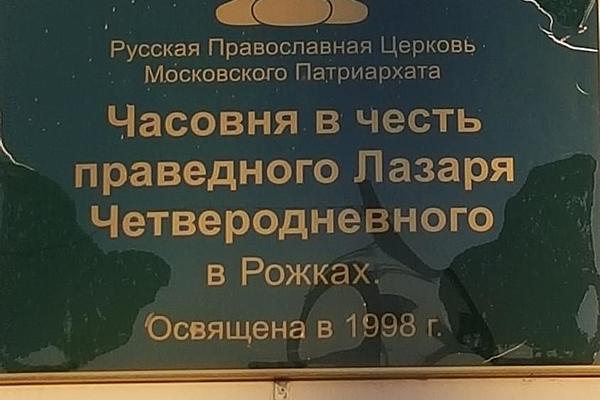 Русская Православная Церковь
Московского Патриархата
Часовня в честь
праведного Лазаря
Четверодневного
в Рожках.
Освящена в 1998 г.